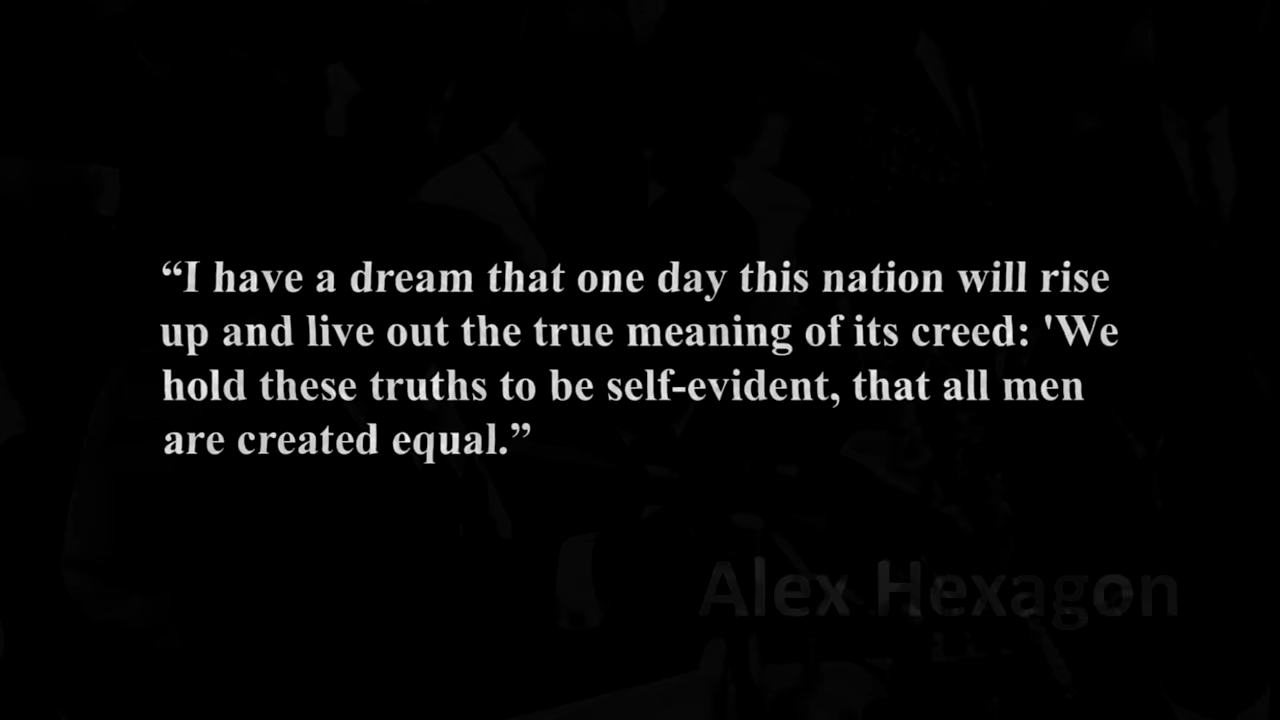 “I have a dream that one day this nation will rise
up and live out the true meaning of its creed: 'We
hold these truths to be self-evident, that all men
are created equal.”
Alex Hexagon